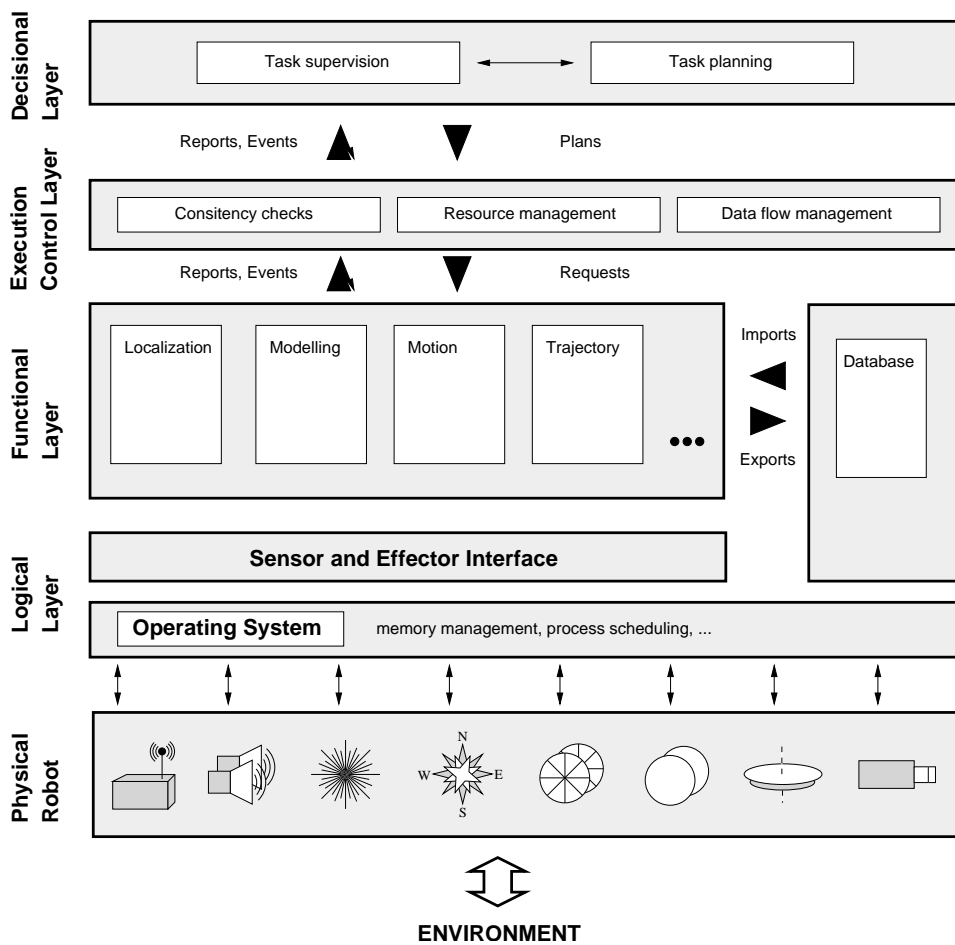 Decisional
Layer
Task supervision
Task planning
Reports, Events
Plans
Execution
Control Layer
Consitency checks
Resource management
Data flow management
Reports, Events
Requests
Functional
Layer
Localization
Modelling
Motion
Trajectory
Imports
Exports
Database
Logical
Layer
Sensor and Effector Interface
Operating System
memory management, process scheduling, ...
Physical
Robot
N
W
E
S
ENVIRONMENT